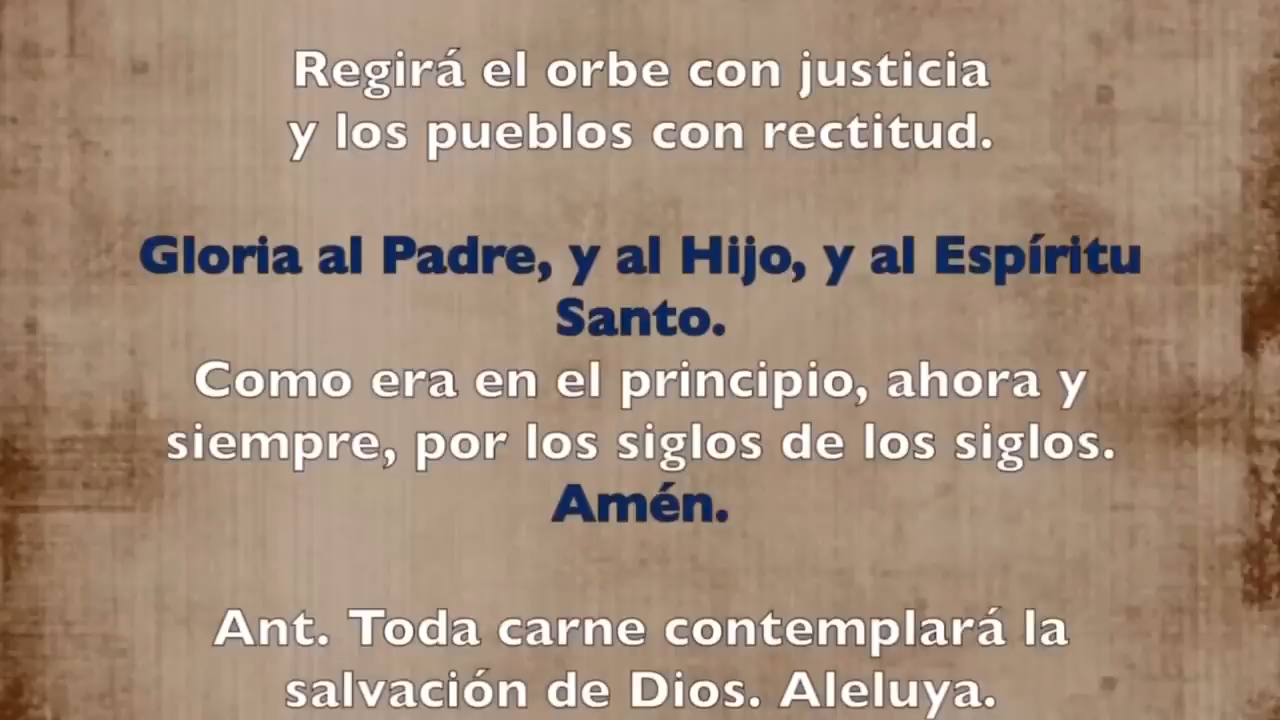 Regirá el orbe con justicia
y los pueblos con rectitud.
Gloria al Padre, y al Hijo, y al Espíritu
Santo.
Como era en el principio, ahora y
siempre, por los siglos de los siglos.
Amén.
Ant. Toda carne contemplará la
salvación de Dios. Aleluya.